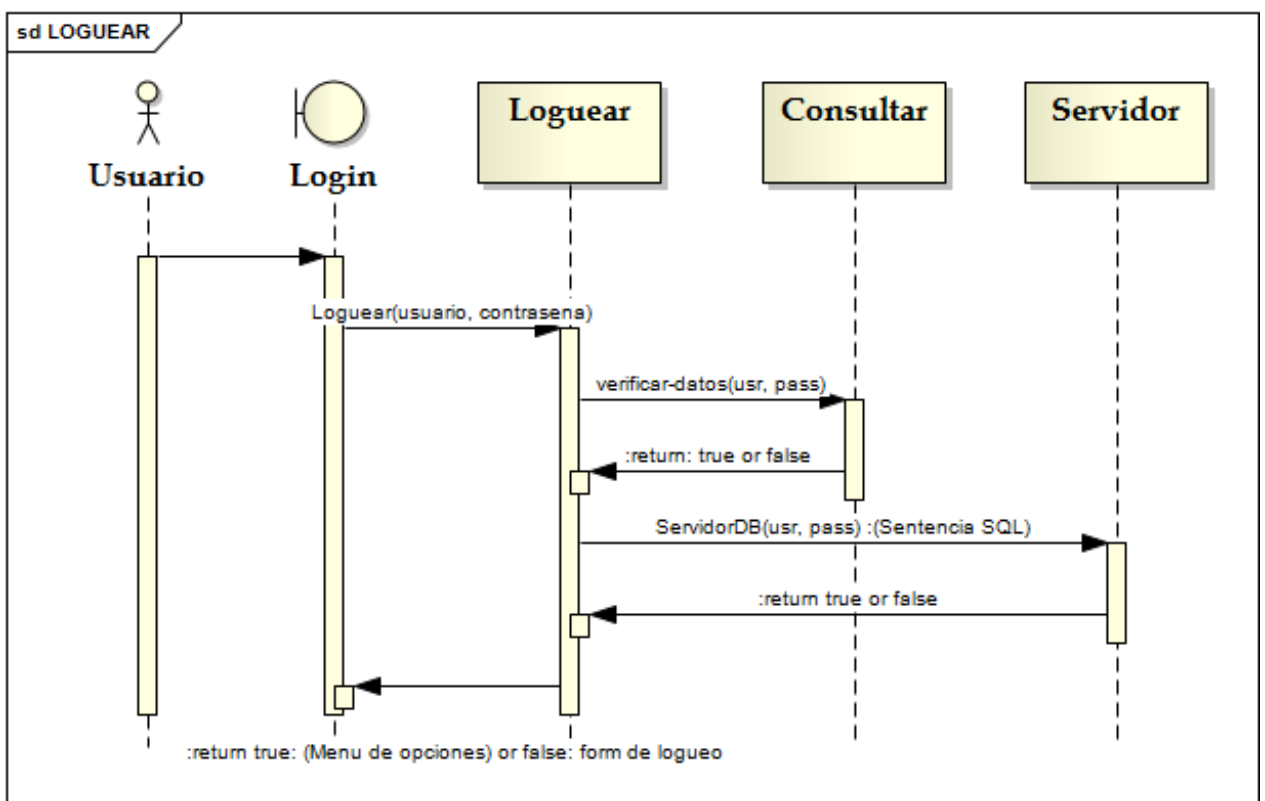 sd LOGUEAR
Usuario
Login
Loguear
Consultar
Servidor
Loguear(usuario, contrasena)
verificar-datos(usr, pass)
:return: true or false
ServidorDB(usr, pass) :(Sentencia SQL)
:return true or false
:return true: (Menu de opciones) or false: form de logueo